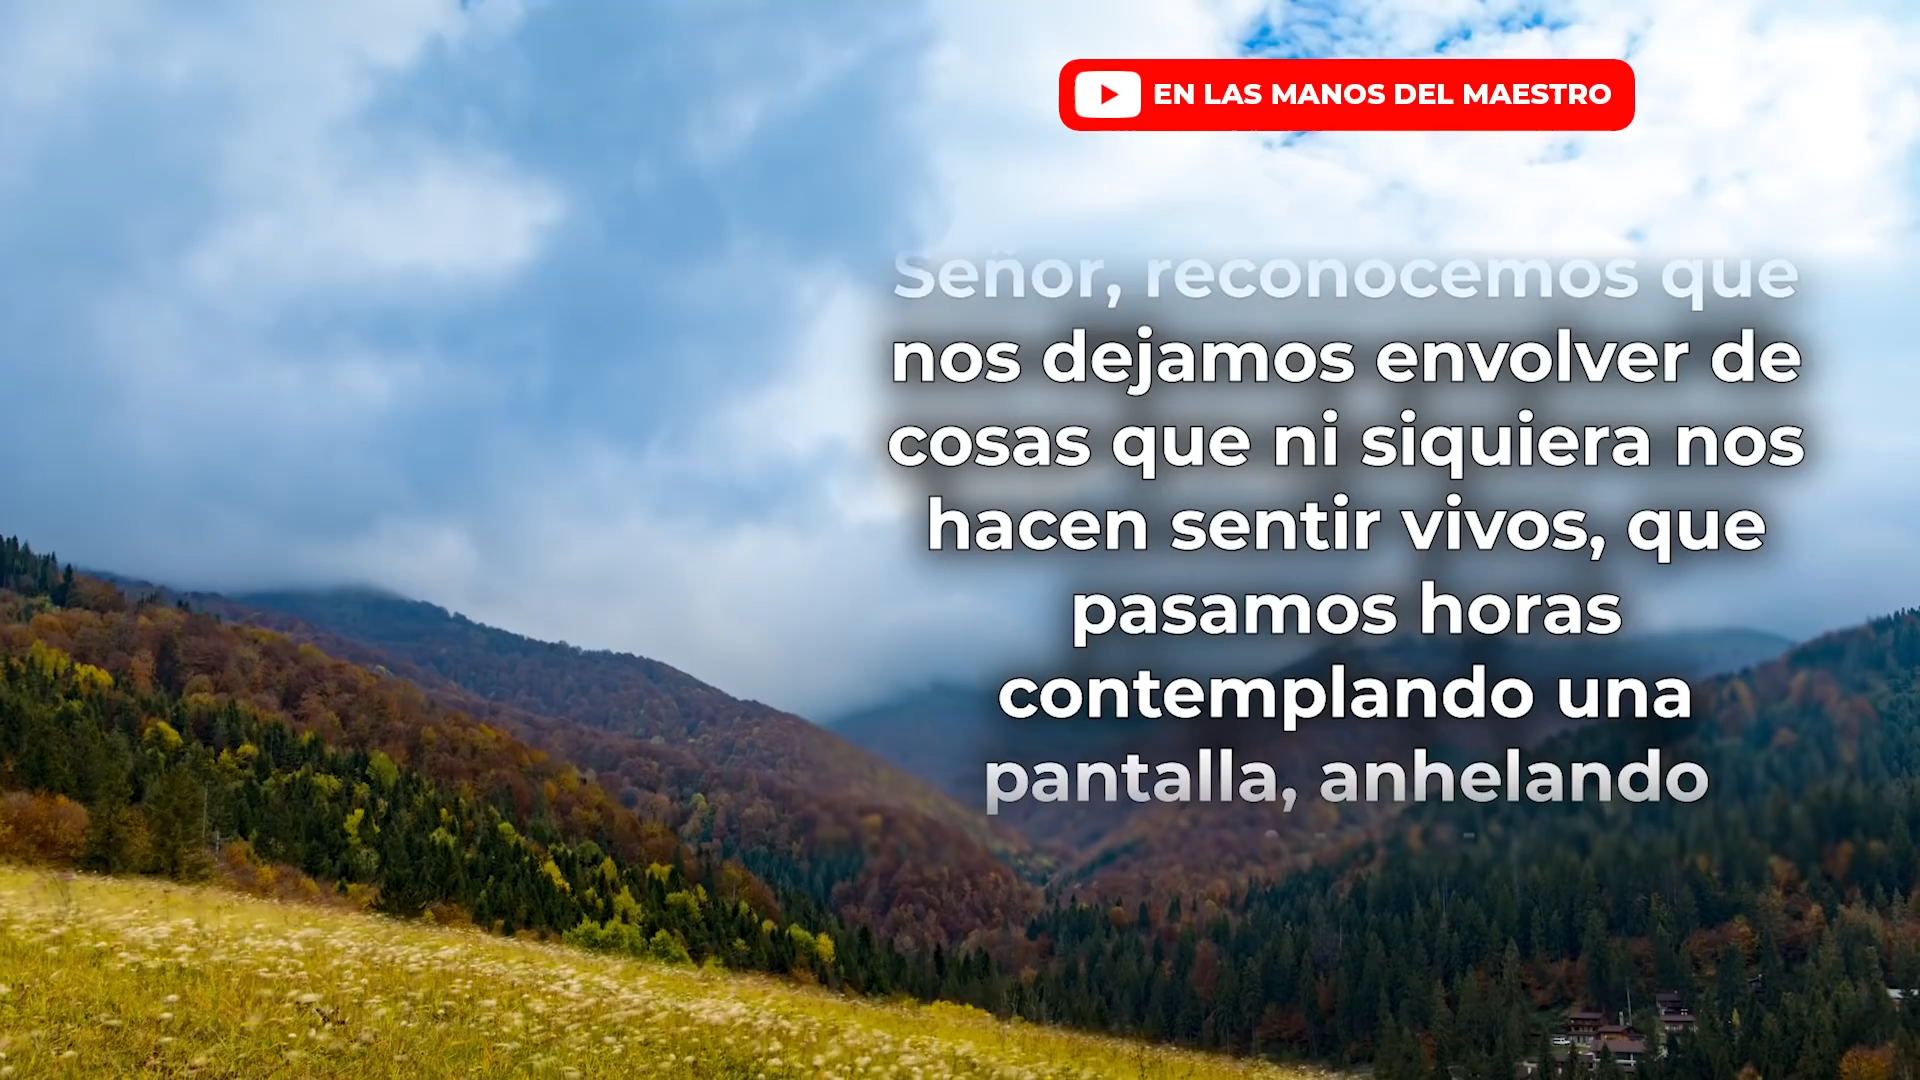 EN LAS MANOS DEL MAESTRO
Señor, reconocemos que
nos dejamos envolver de
cosas que ni siquiera nos
hacen sentir vivos, que
pasamos horas
contemplando una
pantalla, anhelando